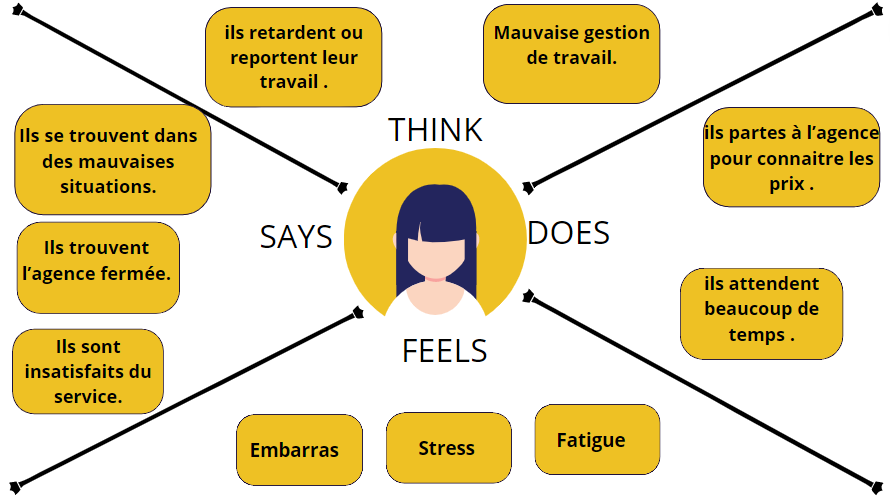 ils retardent ou
reportent leur
travail .
Mauvaise gestion
de travail.
THINK
Ils se trouvent dans
des mauvaises
situations.
Ils trouvent
l’agence fermée.
Ils sont
insatisfaits du
service.
SAYS
DOES
ils partes à l’agence
pour connaitre les
prix .
ils attendent
beaucoup de
temps .
FEELS
Embarras
Stress
Fatigue